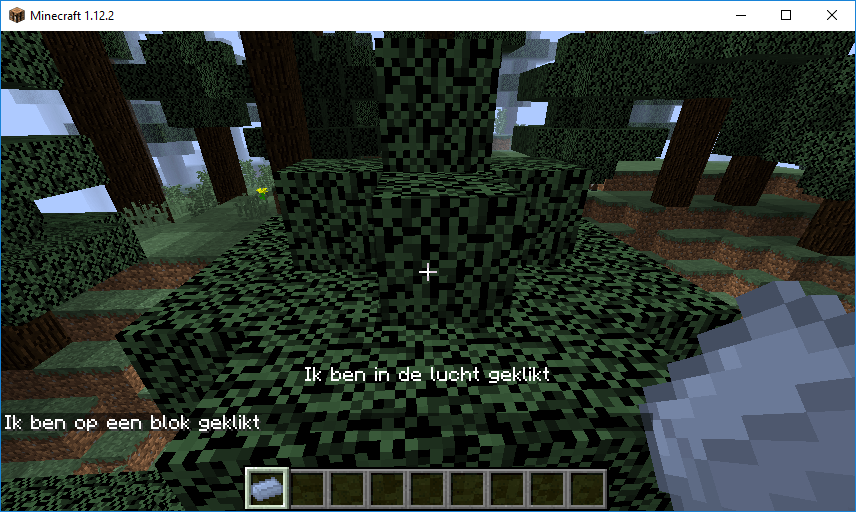 Minecraft 1.12.2
Ik ben in de lucht geklikt
Ik ben op een blok geklikt